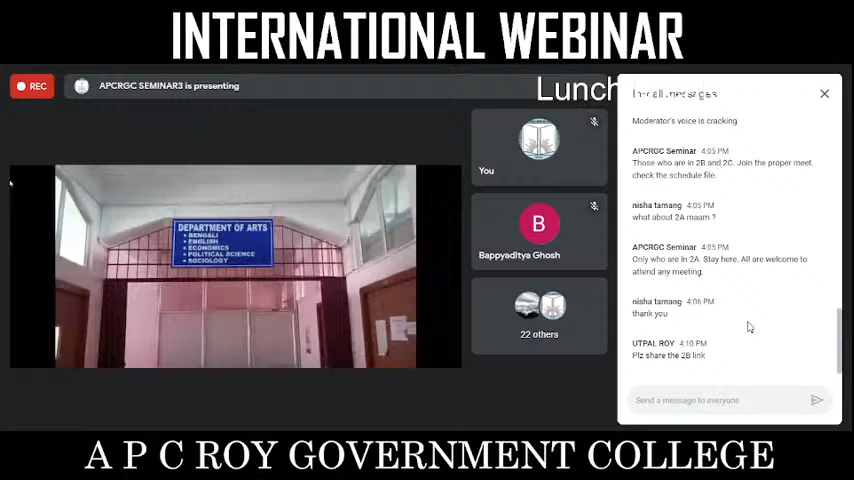 INTERNATIONAL WEBINAR
REC
APCRGC SEMINAR3 is presenting
Lunch
In-call messages
Moderator's voice is cracking
APCRGC Seminar 4:05 PM
Those who are in 2B and 2C. Join the proper meet.
check the schedule file.
nisha tamang 4:05 PM
what about 2A maam ?
APCRGC Seminar 4:05 PM
Only who are in 2A. Stay here. All are welcome to
attend any meeting.
nisha tamang 4:06 PM
thank you
UTPAL ROY 4:10 PM
Plz share the 2B link
Send a message to everyone
You
B
Bappyaditya Ghosh
22 others
DEPARTMENT OF ARTS
• BENGALI
• ENGLISH
• ECONOMICS
• POLITICAL SCIENCE
• SOCIOLOGY
A P C ROY GOVERNMENT COLLEGE